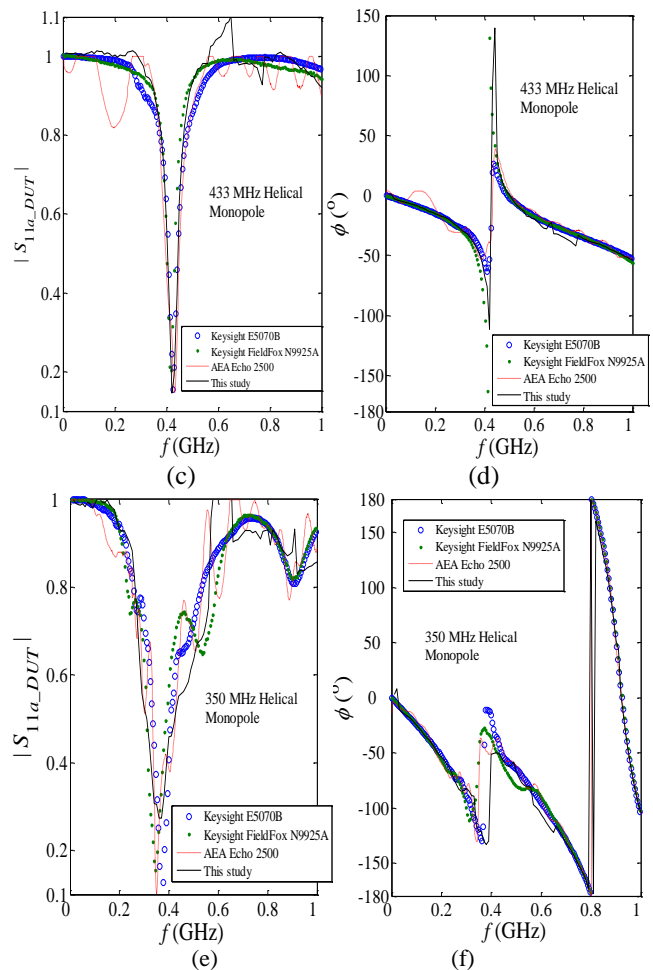 1.1
1
0.8
0.6
0.4
0.2
0.1
| S11a_DUT |
433 MHz Helical
Monopole
Keysight E5070B
Keysight FieldFox N9925A
AEA Echo 2500
This study
0 0.2 0.4 0.6 0.8 1
f (GHz)
(c)
150
100
50
0
-50
-100
-150
-180
ϕ (°)
433 MHz Helical
Monopole
Keysight E5070B
Keysight FieldFox N9925A
AEA Echo 2500
This study
0 0.2 0.4 0.6 0.8 1
f (GHz)
(d)
1
0.8
0.6
0.4
0.2
0.1
| S11a_DUT |
350 MHz Helical
Monopole
Keysight E5070B
Keysight FieldFox N9925A
AEA Echo 2500
This study
0 0.2 0.4 0.6 0.8 1
f (GHz)
(e)
180
150
100
50
0
-50
-100
-150
-180
ϕ (°)
Keysight E5070B
Keysight FieldFox N9925A
AEA Echo 2500
This study
350 MHz Helical
Monopole
0 0.2 0.4 0.6 0.8 1
f (GHz)
(f)